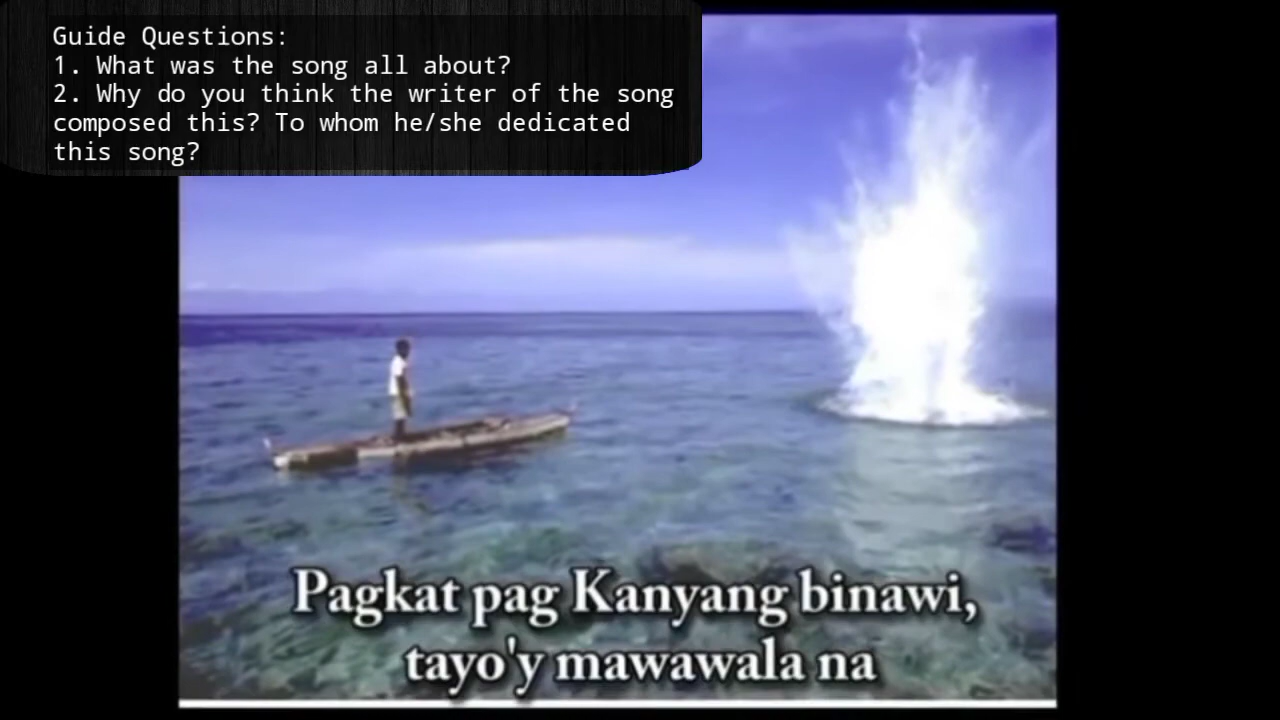 Guide Questions:
1. What was the song all about?
2. Why do you think the writer of the song
composed this? To whom he/she dedicated
this song?
Pagkat pag Kanyang binawi,
tayo'y mawawala na